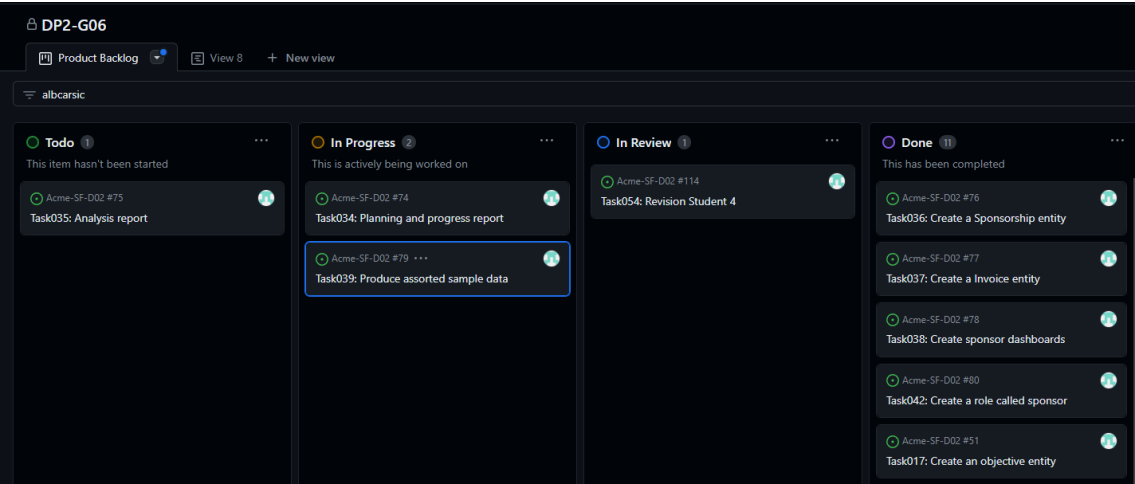 DP2-G06
Product Backlog
View 8
+ New view
albcarsic
Todo 1
This item hasn't been started
Acme-SF-D02 #75
Task035: Analysis report
In Progress 2
This is actively being worked on
Acme-SF-D02 #74
Task034: Planning and progress report
Acme-SF-D02 #79
Task039: Produce assorted sample data
In Review 1
Acme-SF-D02 #114
Task054: Revision Student 4
Done 11
This has been completed
Acme-SF-D02 #76
Task036: Create a Sponsorship entity
Acme-SF-D02 #77
Task037: Create a Invoice entity
Acme-SF-D02 #78
Task038: Create sponsor dashboards
Acme-SF-D02 #80
Task042: Create a role called sponsor
Acme-SF-D02 #51
Task017: Create an objective entity